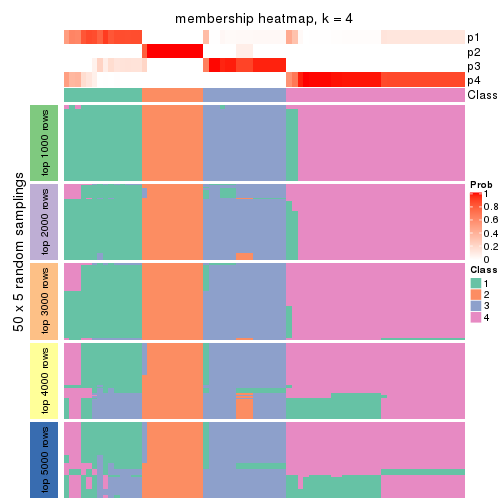 membership heatmap, k = 4
p1
p2
p3
p4
Class
50 x 5 random samplings
top 1000 rows
top 2000 rows
top 3000 rows
top 4000 rows
top 5000 rows
Prob
1
0.8
0.6
0.4
0.2
0
Class
1
2
3
4